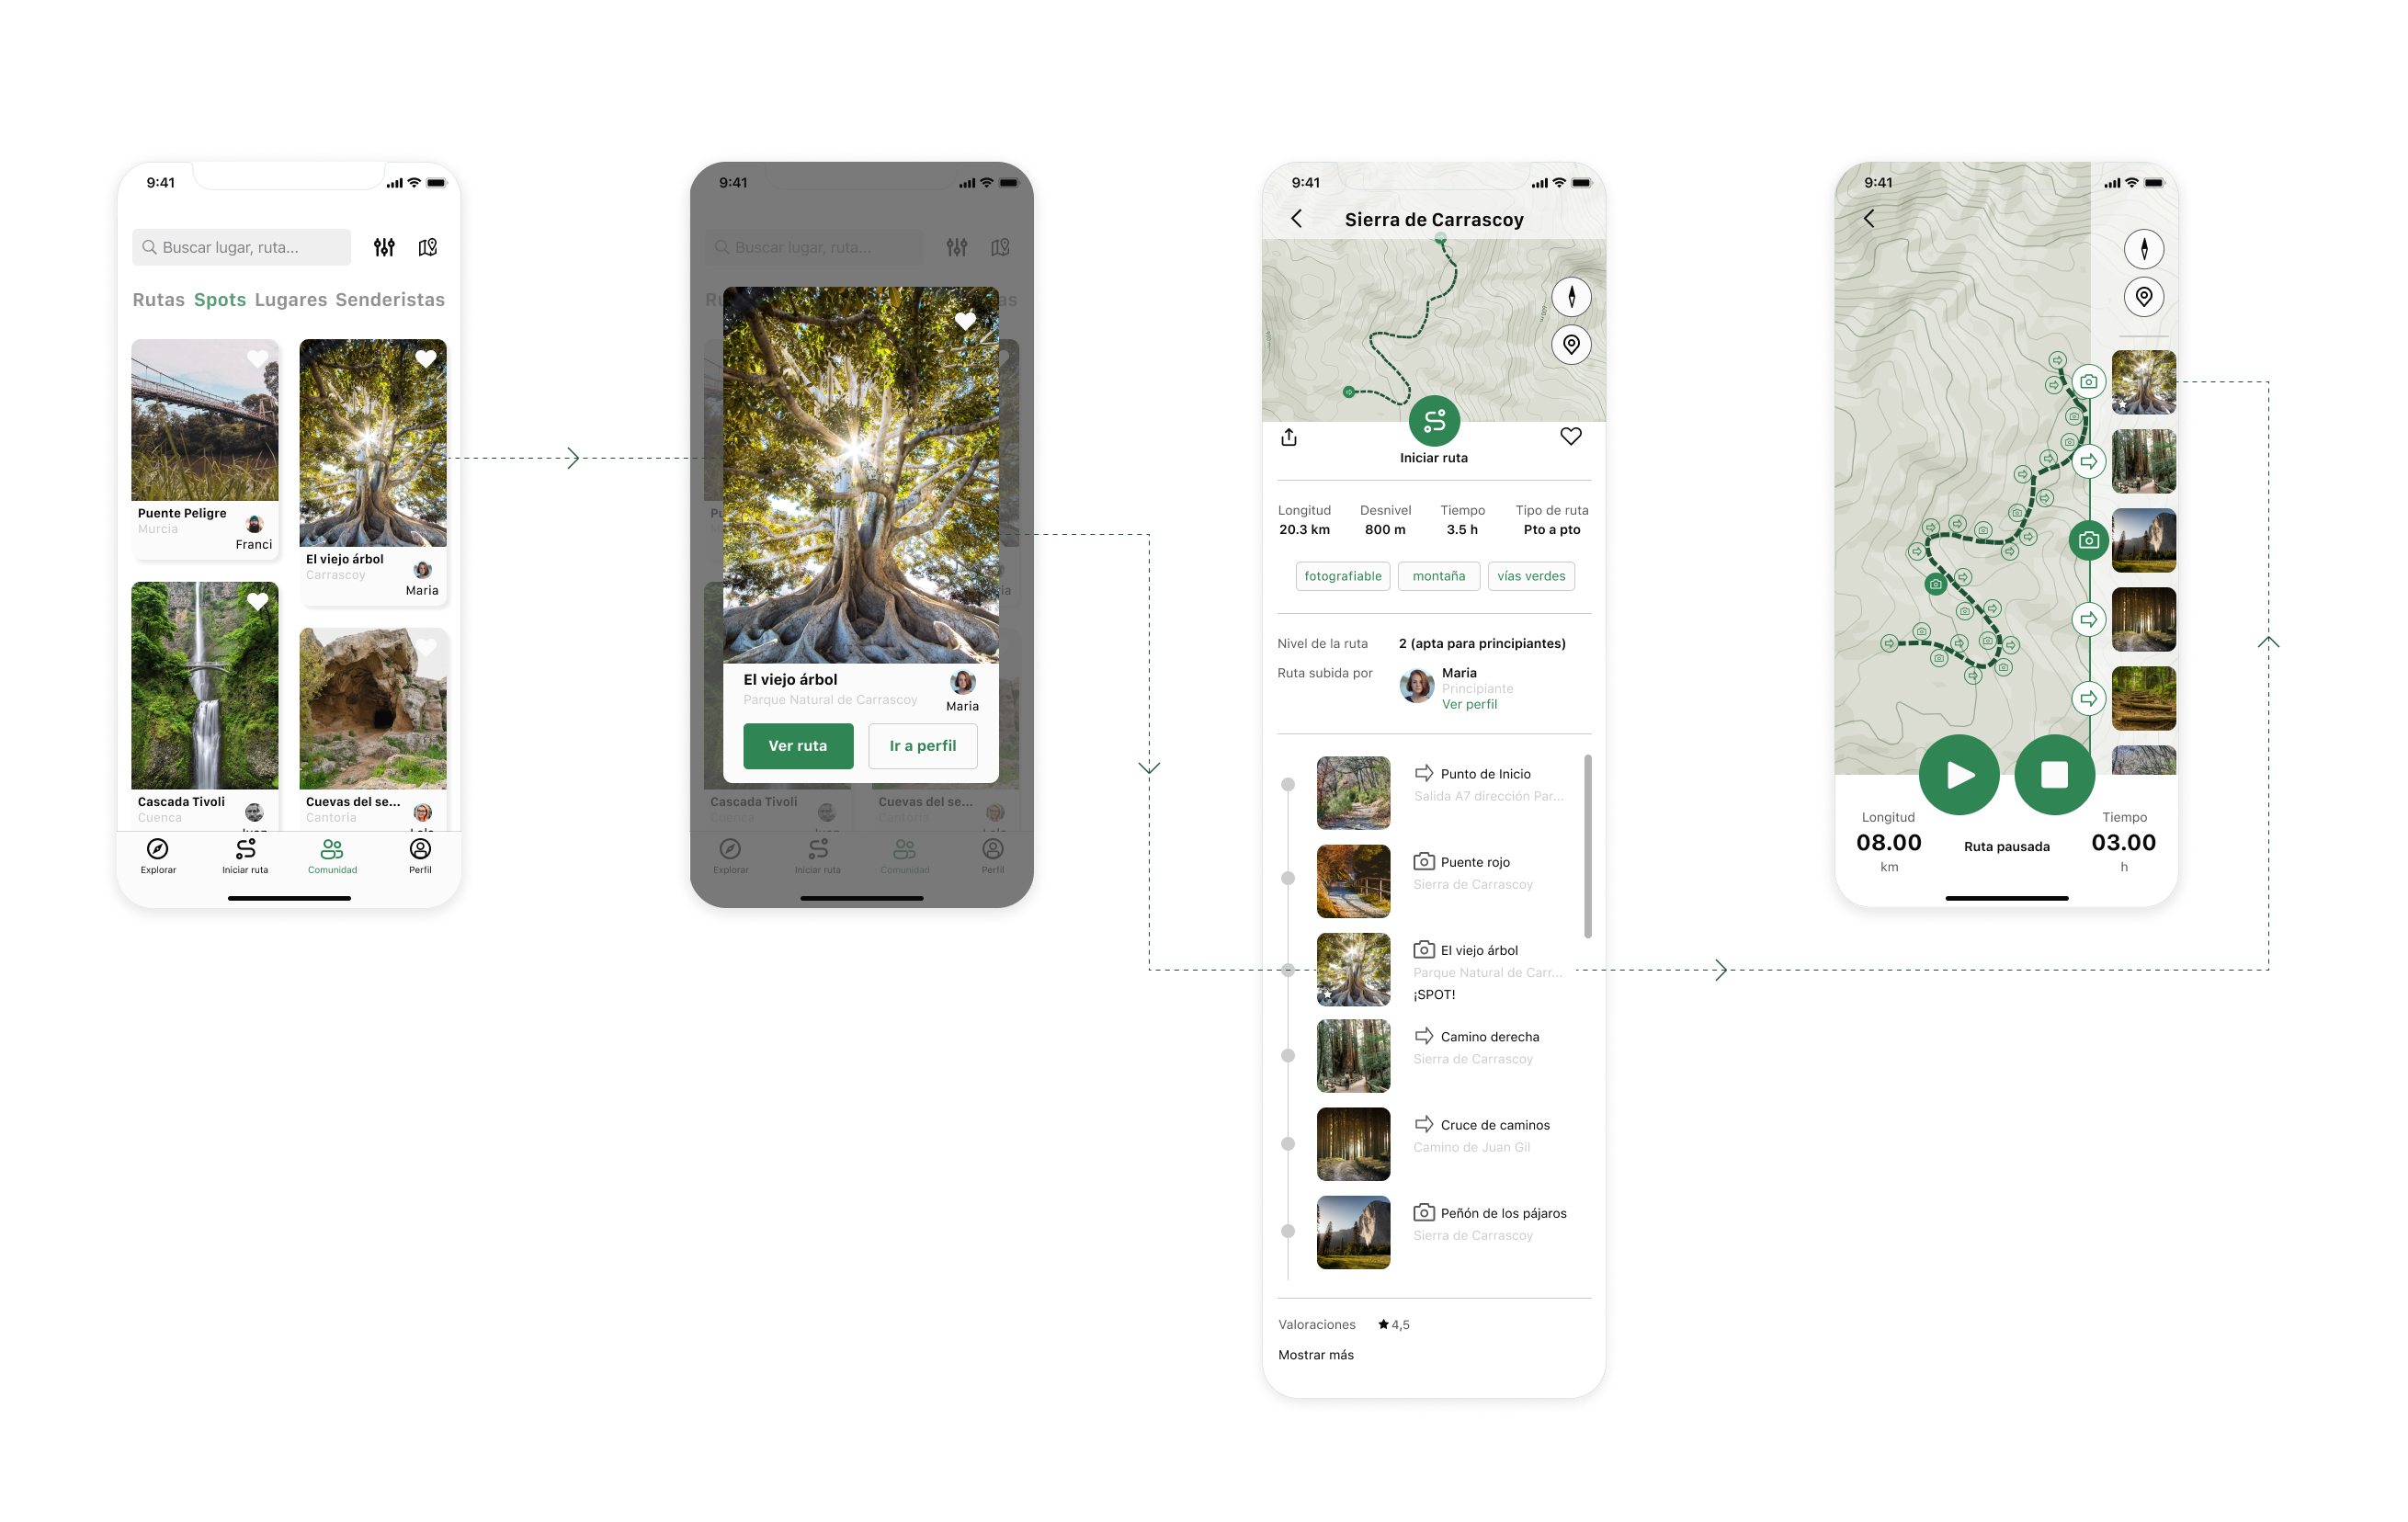 9:41
Buscar lugar, ruta...
Rutas Spots Lugares Senderistas
Puente Peligre
Murcia
Franci
El viejo árbol
Carrascoy
Maria
Cascada Tivoli
Cuenca
Cuevas del se...
Cantoria
Explorar
Iniciar ruta
Comunidad
Perfil
9:41
Buscar lugar, ruta...
El viejo árbol
Parque Natural de Carrascoy
Maria
Ver ruta
Ir a perfil
Cascada Tivoli
Cuenca
Cuevas del se...
Cantoria
Explorar
Iniciar ruta
Comunidad
Perfil
9:41
Sierra de Carrascoy
Iniciar ruta
Longitud Desnivel Tiempo Tipo de ruta
20.3 km 800 m 3.5 h Pto a pto
fotografiable montaña vías verdes
Nivel de la ruta 2 (apta para principiantes)
Ruta subida por Maria
Principiante
Ver perfil
Punto de Inicio
Salida A7 dirección Par...
Puente rojo
Sierra de Carrascoy
El viejo árbol
Parque Natural de Carr...
¡SPOT!
Camino derecha
Sierra de Carrascoy
Cruce de caminos
Camino de Juan Gil
Peñón de los pájaros
Sierra de Carrascoy
Valoraciones 4,5
Mostrar más
9:41
Longitud
08.00
km
Ruta pausada
Tiempo
03.00
h